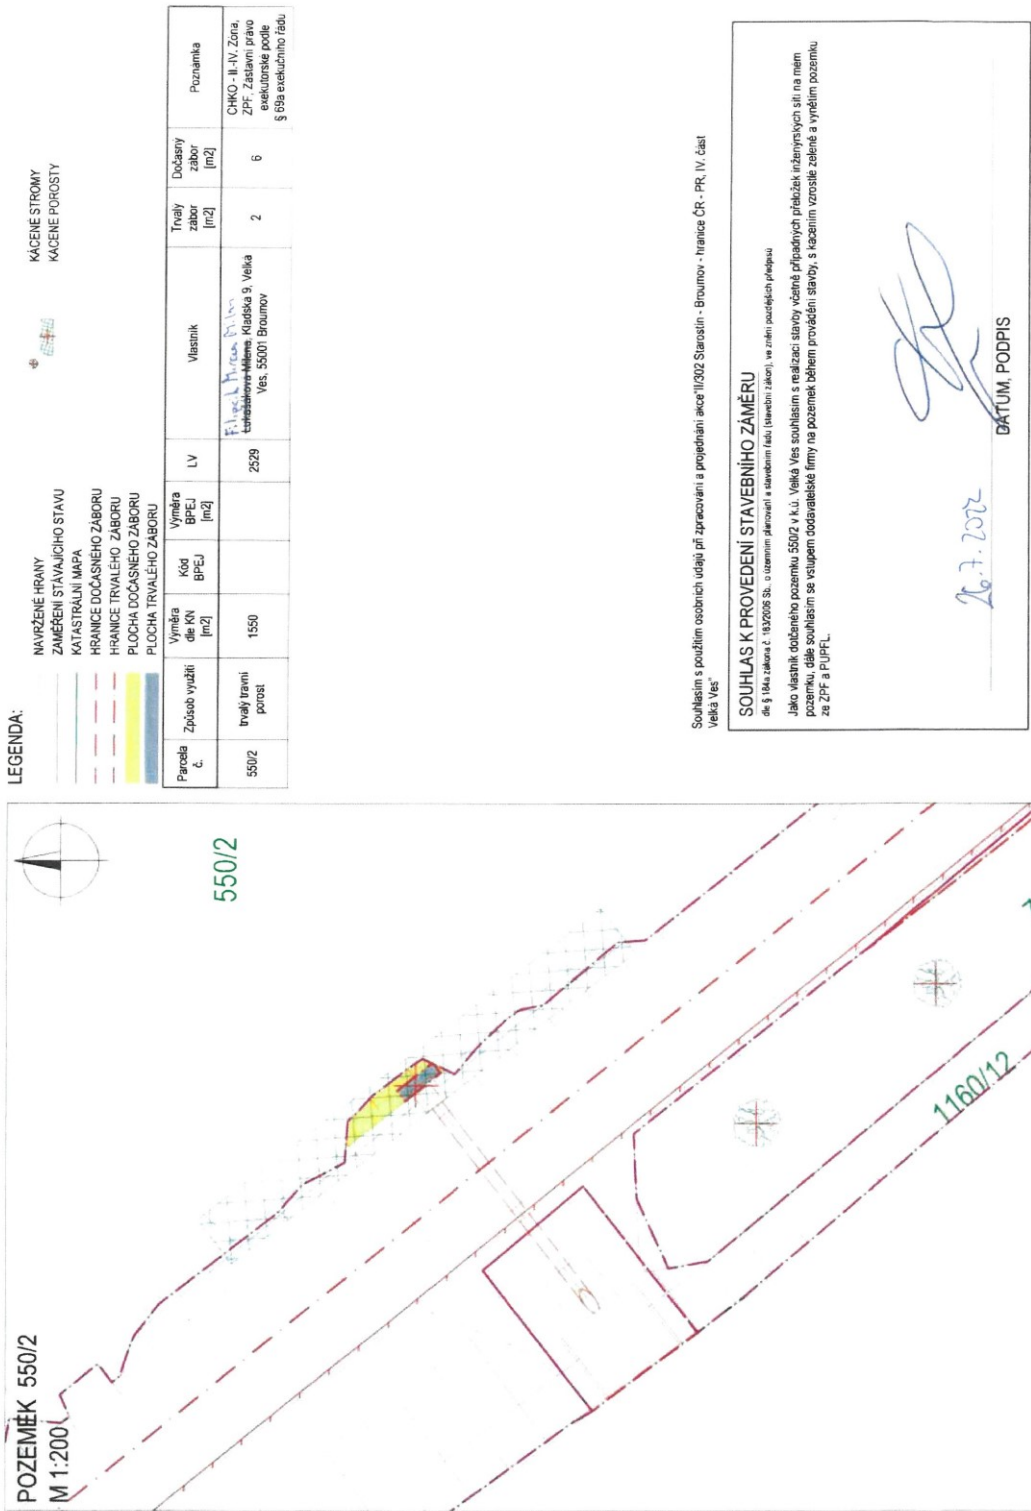 POZEMEK 550/2
M 1:200
550/2
1160/12
LEGENDA:
NAVRŽENÉ HRANY
ZAMĚŘENÍ STÁVAJÍCÍHO STAVU
KATASTRÁLNÍ MAPA
HRANICE DOČASNÉHO ZÁBORU
HRANICE TRVALÉHO ZÁBORU
PLOCHA DOČASNÉHO ZÁBORU
PLOCHA TRVALÉHO ZÁBORU
KÁCENÉ STROMY
KÁCENÉ POROSTY
Parcela č.
Způsob využití
Výměra dle KN [m2]
Kód BPEJ
Výměra BPEJ [m2]
LV
Vlastník
Trvalý zábor [m2]
Dočasný zábor [m2]
Poznámka
550/2
trvalý travní porost
1550
2529
Lukešáková Milena, Kladská 9, Velká
Ves, 55001 Broumov
2
6
CHKO - II.-IV. Zóna,
ZPF, Zástavní právo
exekutorské podle
§ 69a exekučního řádu
Souhlasím s použitím osobních údajů při zpracování a projednání akce"II/302 Starostín - Broumov - hranice ČR - PR, IV. část
Velká Ves"
SOUHLAS K PROVEDENÍ STAVEBNÍHO ZÁMĚRU
dle § 184a zákona č. 183/2006 Sb., o územním plánování a stavebním řádu (stavební zákon), ve znění pozdějších předpisů
Jako vlastník dotčeného pozemku 550/2 v k.ú. Velká Ves souhlasím s realizací stavby včetně případných přeložek inženýrských sítí na mém
pozemku, dále souhlasím se vstupem dodavatelské firmy na pozemek během provádění stavby, s kácením vzrostlé zeleně a vynětím pozemku
ze ZPF a PUPFL.
26.7.2022
DATUM, PODPIS